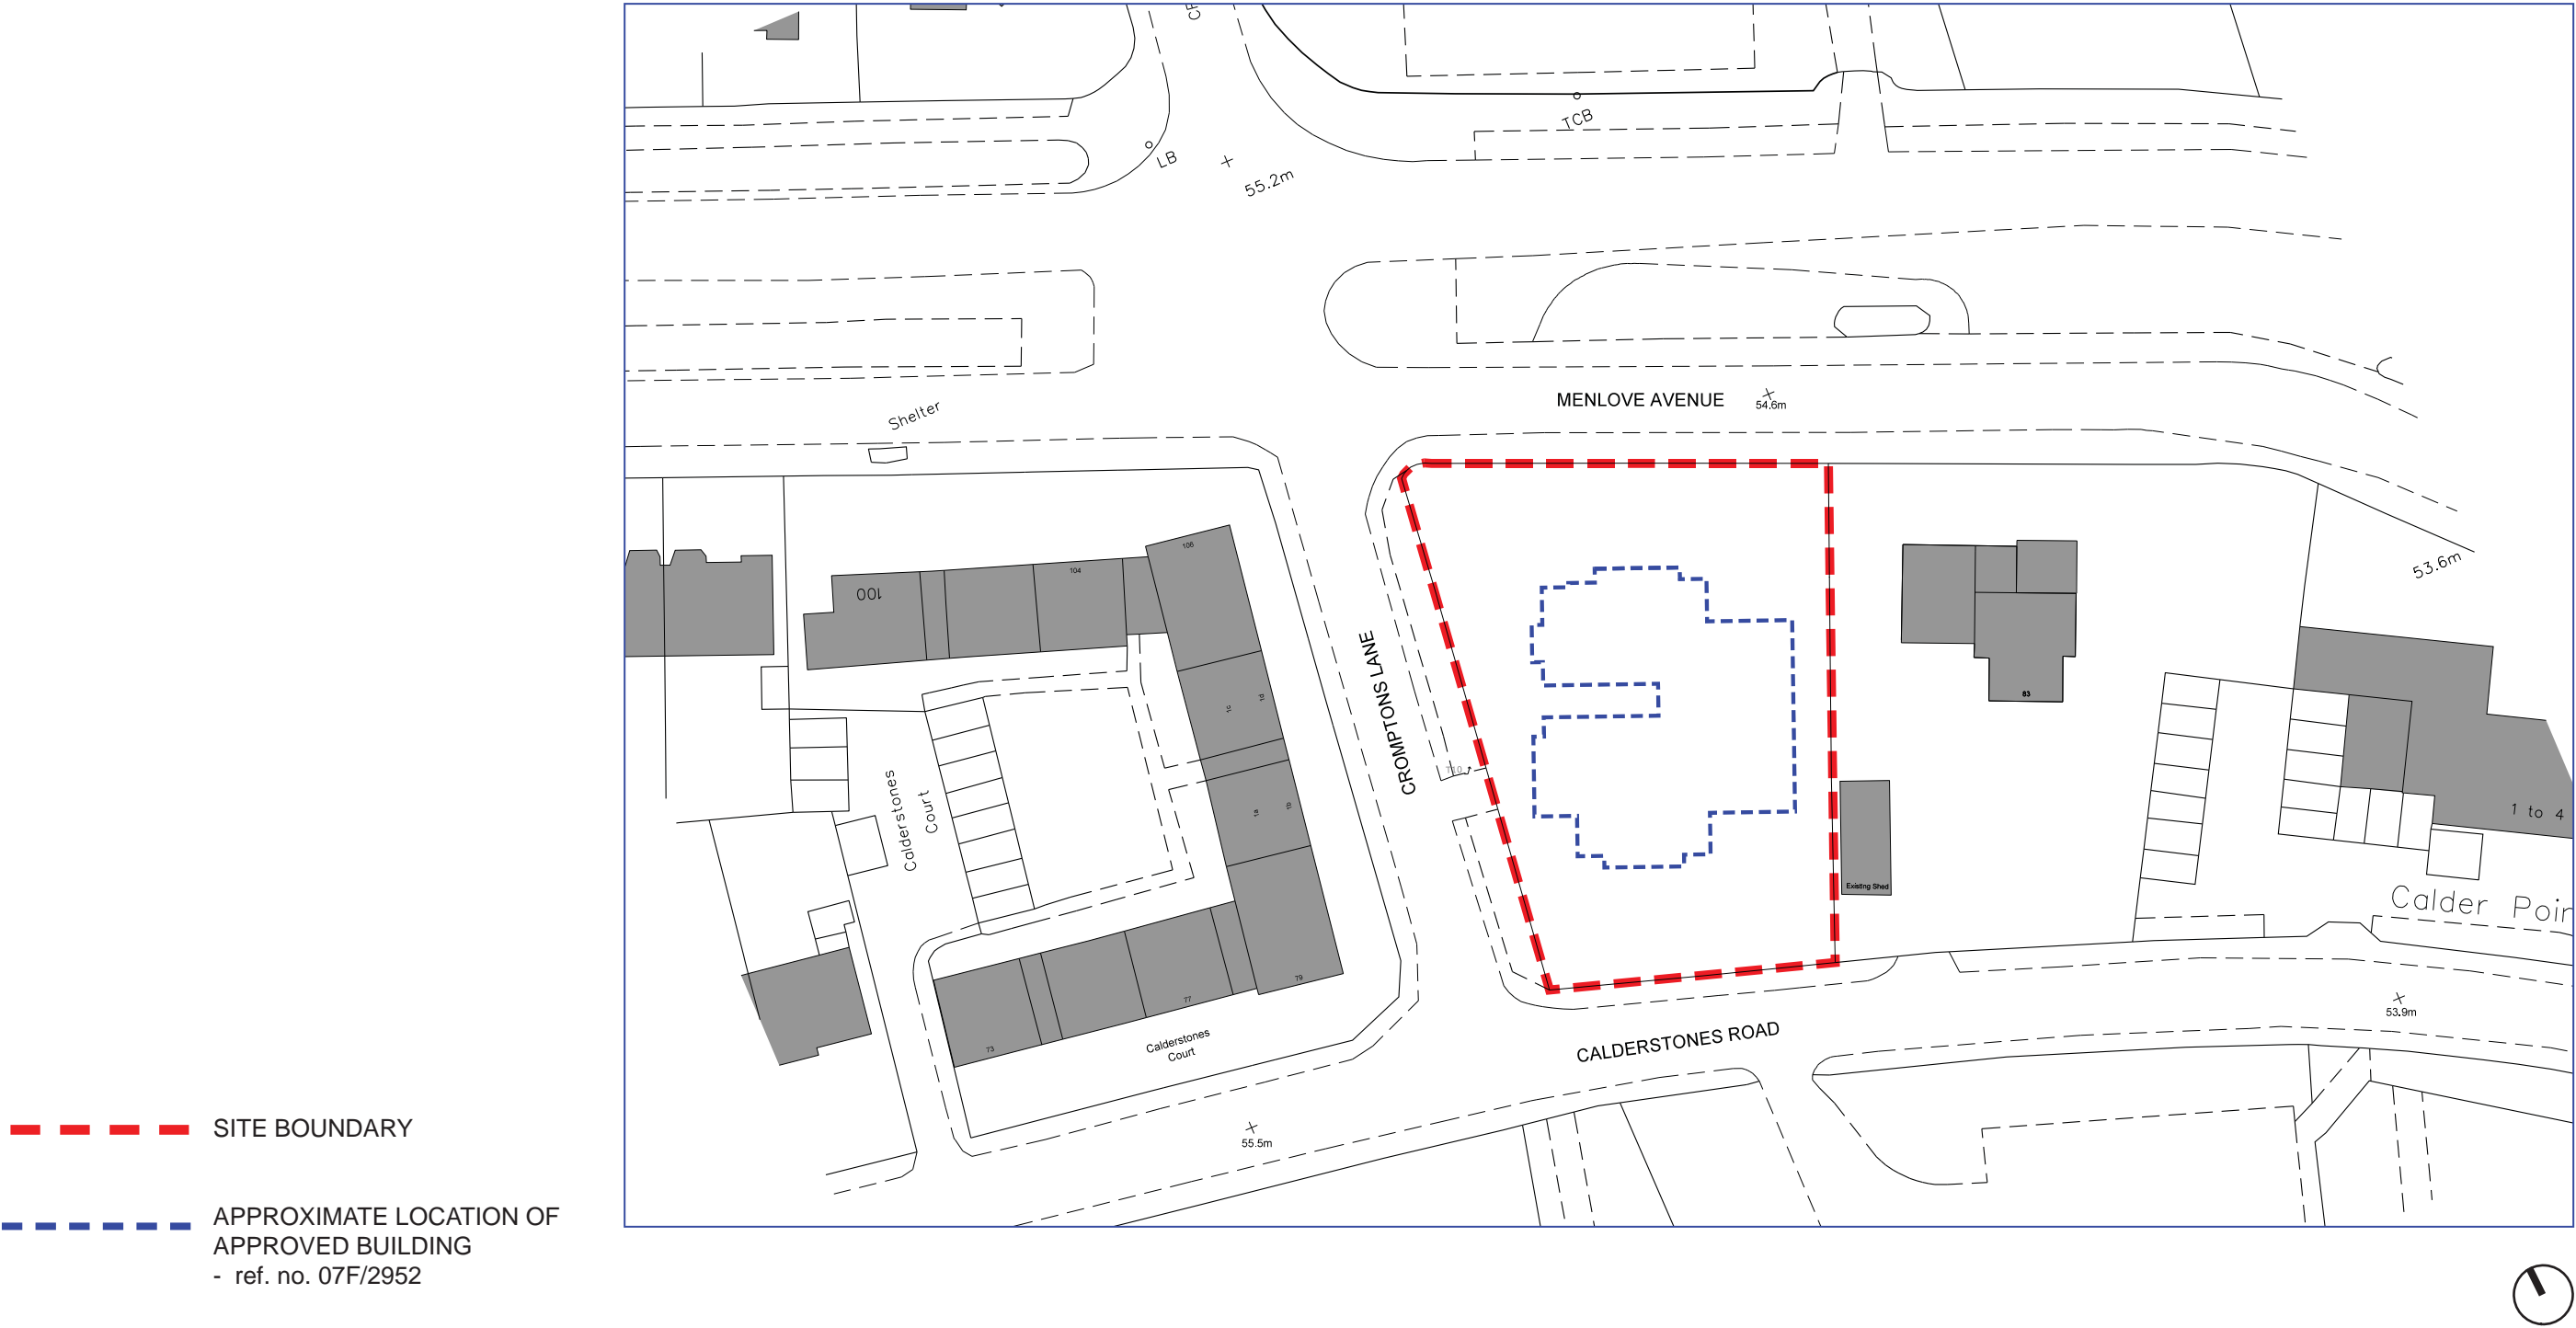 TCB
LB
55.2m
MENLOVE AVENUE
54.6m
Shelter
53.6m
106
104
100
CROMPTONS LANE
83
T10
Calderstones
Court
1 to 4
Existing Shed
Calder Poin
53.9m
79
77
73
Calderstones
Court
CALDERSTONES ROAD
55.5m
SITE BOUNDARY
APPROXIMATE LOCATION OF
APPROVED BUILDING
- ref. no. 07F/2952